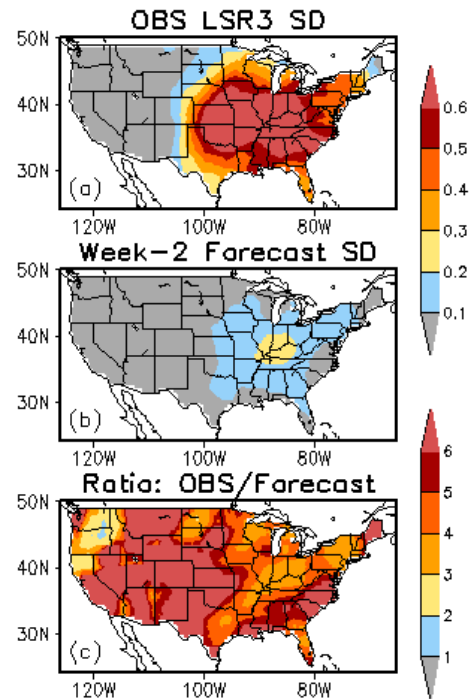 OBS LSR3 SD
50N
40N
30N
(a)
120W 100W 80W
0.6
0.5
0.4
0.3
0.2
0.1
Week-2 Forecast SD
50N
40N
30N
(b)
120W 100W 80W
Ratio: OBS/Forecast
50N
40N
30N
(c)
120W 100W 80W
6
5
4
3
2
1